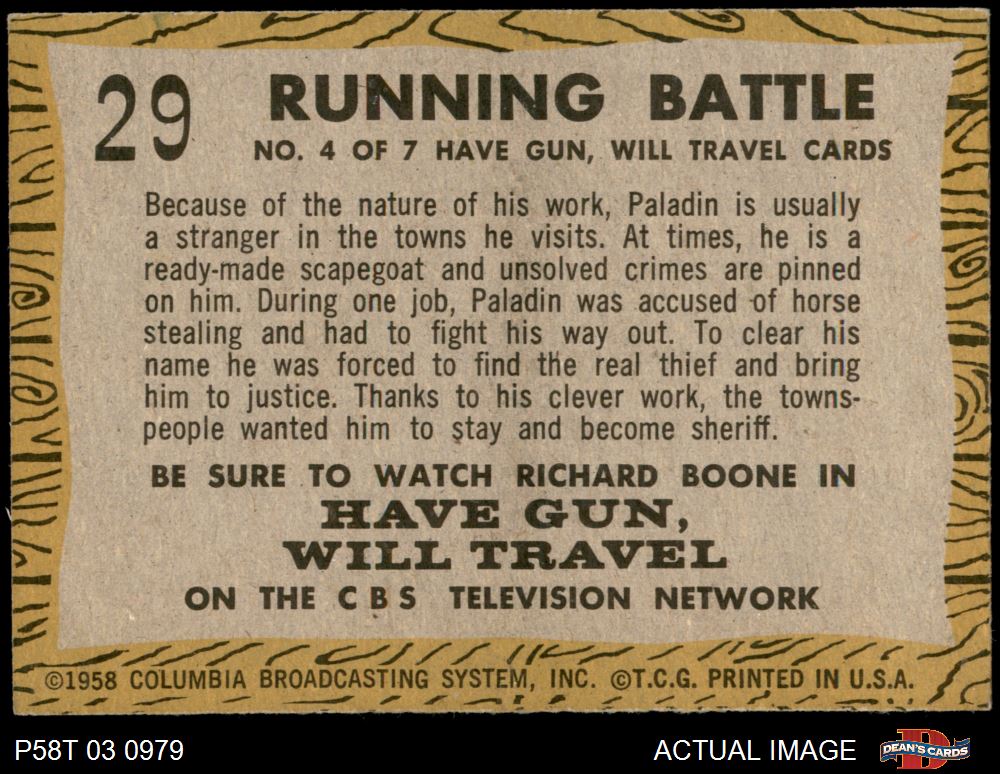 29 RUNNING BATTLE
NO. 4 OF 7 HAVE GUN, WILL TRAVEL CARDS
Because of the nature of his work, Paladin is usually
a stranger in the towns he visits. At times, he is a
ready-made scapegoat and unsolved crimes are pinned
on him. During one job, Paladin was accused of horse
stealing and had to fight his way out. To clear his
name he was forced to find the real thief and bring
him to justice. Thanks to his clever work, the towns-
people wanted him to stay and become sheriff.
BE SURE TO WATCH RICHARD BOONE IN
HAVE GUN,
WILL TRAVEL
ON THE CBS TELEVISION NETWORK
©1958 COLUMBIA BROADCASTING SYSTEM, INC. ©T.C.G. PRINTED IN U.S.A.
P58T 03 0979
ACTUAL IMAGE
DEAN'S CARDS